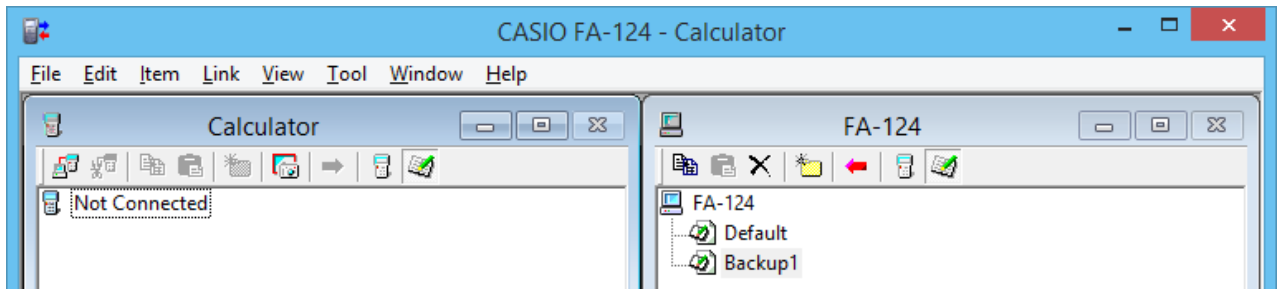 CASIO FA-124 - Calculator
File Edit Item Link View Tool Window Help
Calculator
Not Connected
FA-124
FA-124
Default
Backup1